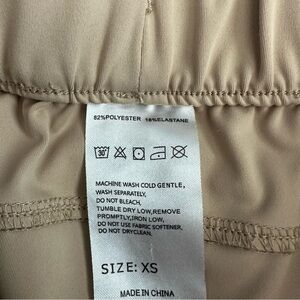 82%POLYESTER 18%ELASTANE
30°
MACHINE WASH COLD GENTLE,
WASH SEPARATELY,
DO NOT BLEACH,
TUMBLE DRY LOW,REMOVE
PROMPTLY,IRON LOW,
DO NOT USE FABRIC SOFTENER,
DO NOT DRYCLEAN.
SIZE: XS
MADE IN CHINA